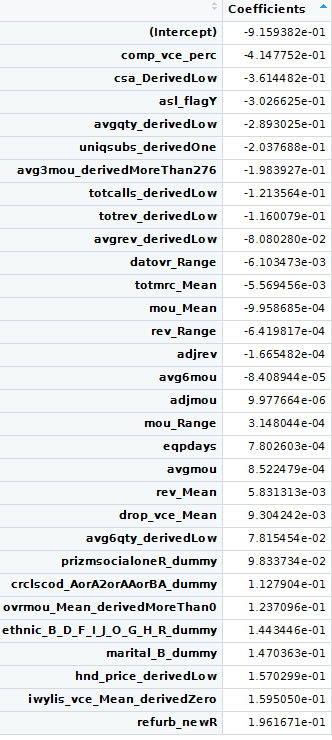 Coefficients
(Intercept) -9.159382e-01
comp_vce_perc -4.147752e-01
csa_DerivedLow -3.614482e-01
asl_flagY -3.026625e-01
avgqty_derivedLow -2.893025e-01
uniqsubs_derivedOne -2.037688e-01
avg3mou_derivedMoreThan276 -1.983927e-01
totcalls_derivedLow -1.213564e-01
totrev_derivedLow -1.160079e-01
avgrev_derivedLow -8.080280e-02
datovr_Range -6.103473e-03
totmrc_Mean -5.569456e-03
mou_Mean -9.958685e-04
rev_Range -6.419817e-04
adjrev -1.665482e-04
avg6mou -8.408944e-05
adjmou 9.977664e-06
mou_Range 3.148044e-04
eqpdays 7.802603e-04
avgmou 8.522479e-04
rev_Mean 5.831313e-03
drop_vce_Mean 9.304242e-03
avg6qty_derivedLow 7.815454e-02
prizmsocialoneR_dummy 9.833734e-02
crclscod_AorA2orAAorBA_dummy 1.127904e-01
ovrmou_Mean_derivedMoreThan0 1.237096e-01
ethnic_B_D_F_I_J_O_G_H_R_dummy 1.443446e-01
marital_B_dummy 1.470363e-01
hnd_price_derivedLow 1.570299e-01
iwylis_vce_Mean_derivedZero 1.595050e-01
refurb_newR 1.961671e-01